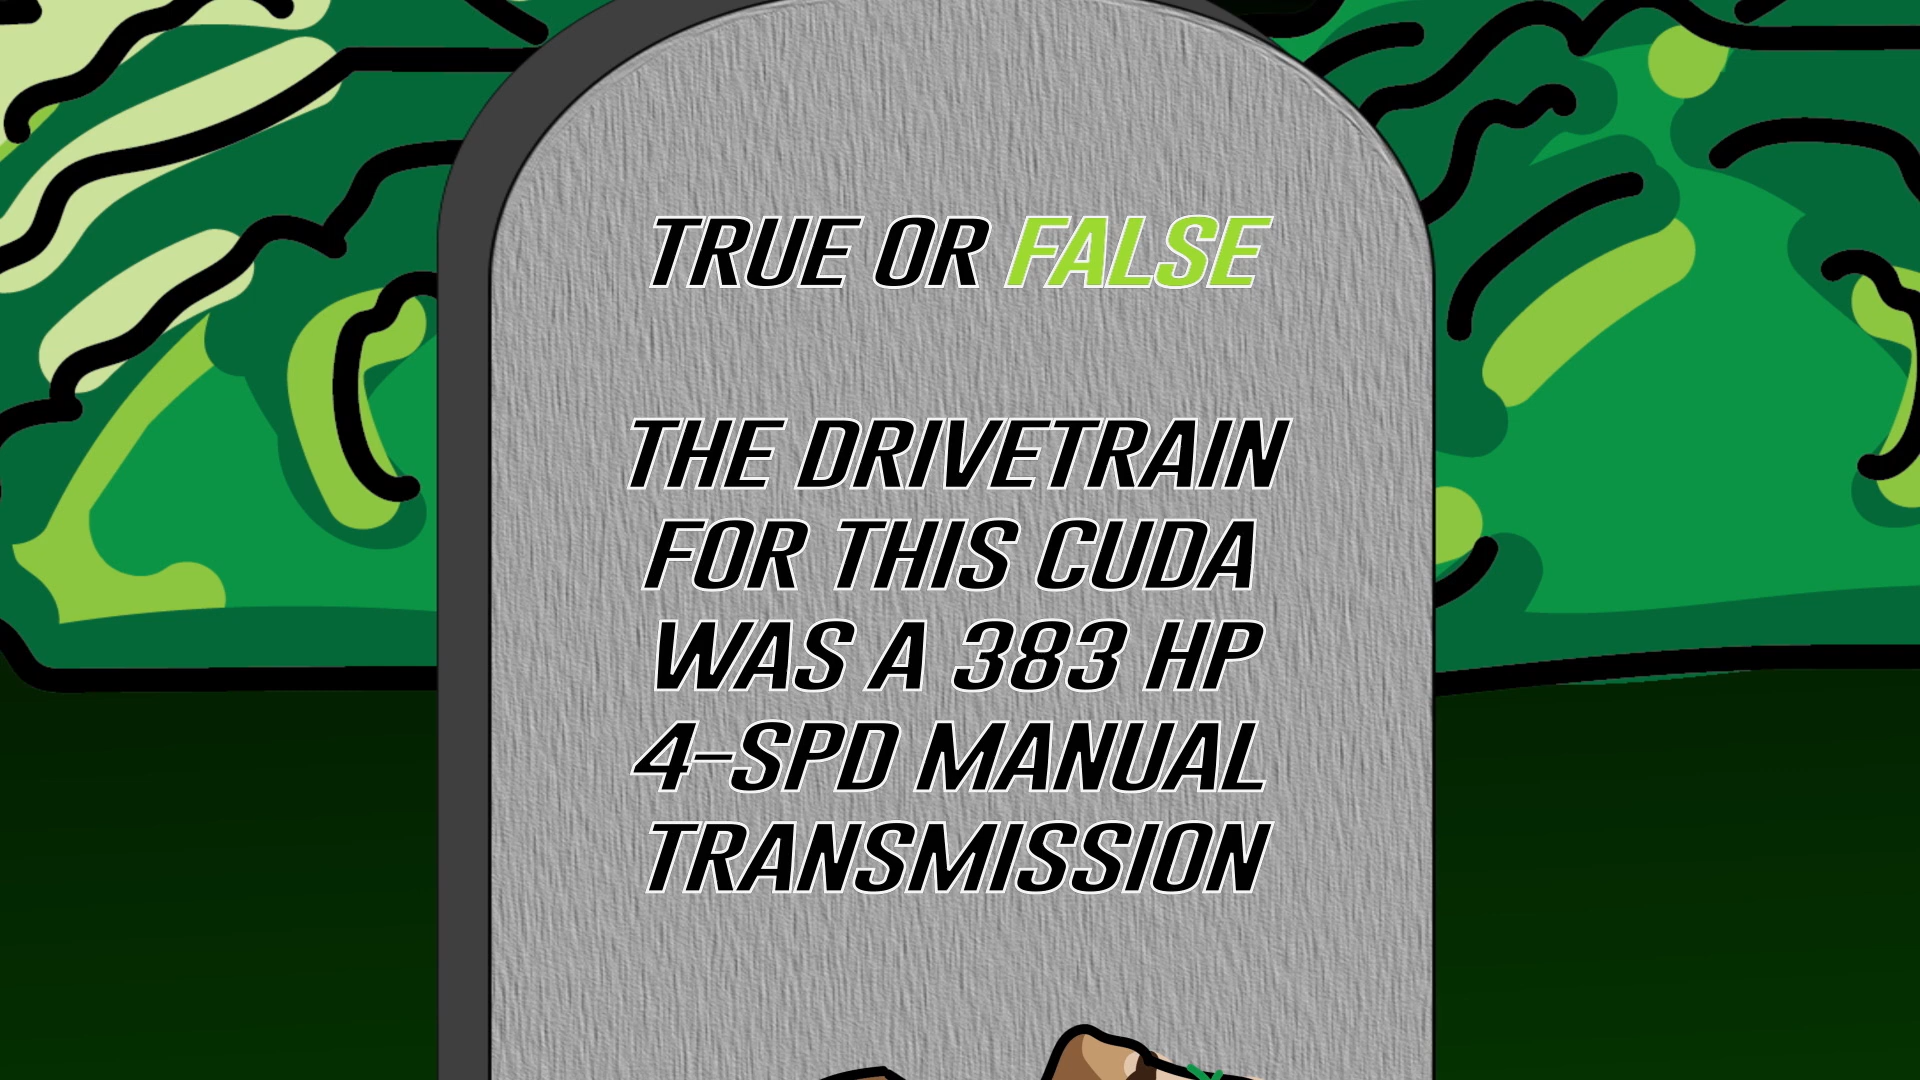 TRUE OR FALSE
THE DRIVETRAIN
FOR THIS CUDA
WAS A 383 HP
4-SPD MANUAL
TRANSMISSION